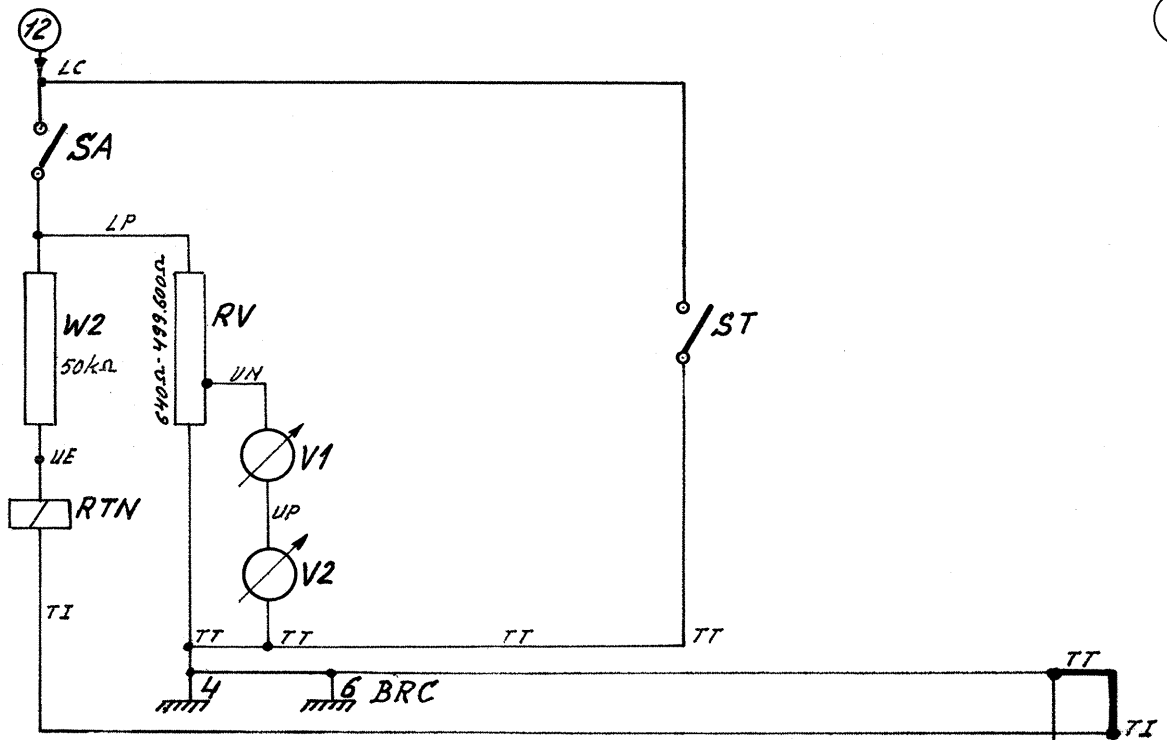 12
LC
SA
LP
W2
50kΩ
640Ω-499.600Ω
RV
UN
ST
V1
UE
RTN
UP
V2
TI
TT
TT
TT
TT
TT
4
6
BRC
TI